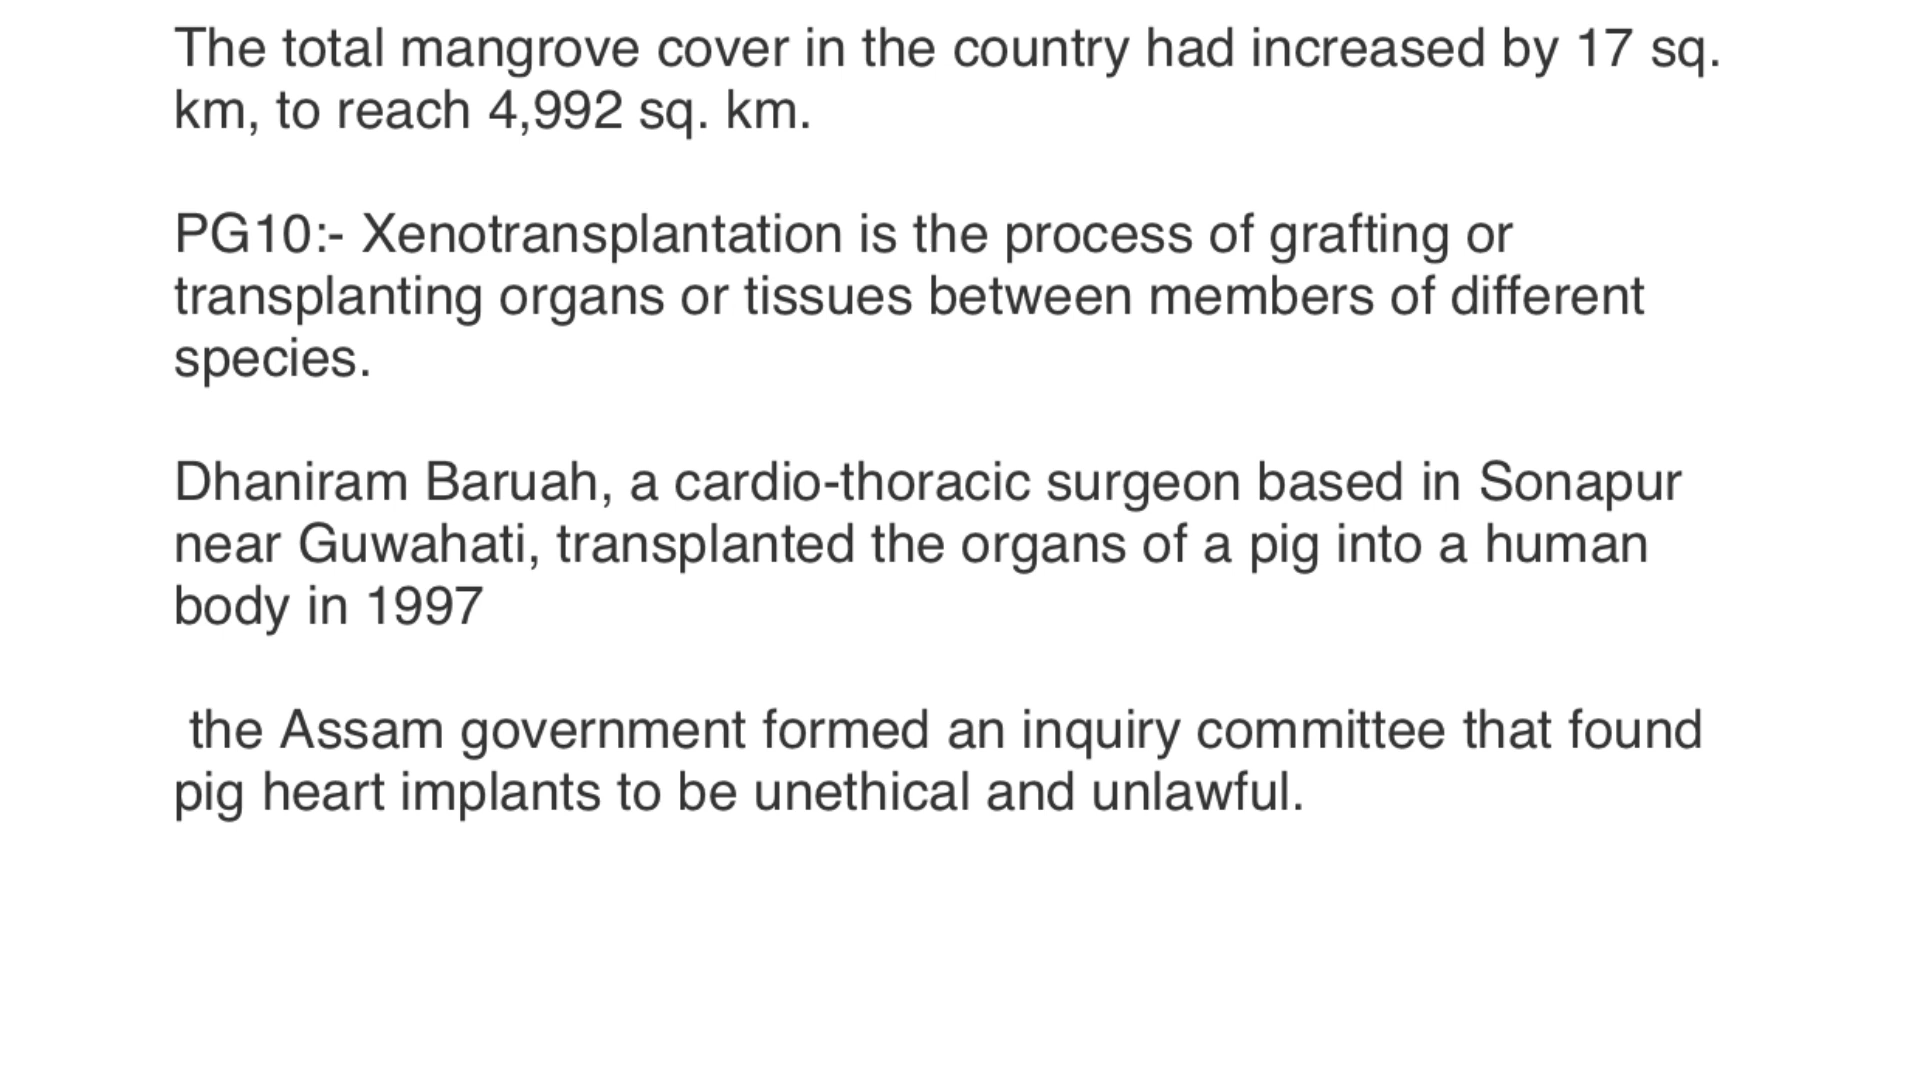 The total mangrove cover in the country had increased by 17 sq.
km, to reach 4,992 sq. km.
PG10:- Xenotransplantation is the process of grafting or
transplanting organs or tissues between members of different
species.
Dhaniram Baruah, a cardio-thoracic surgeon based in Sonapur
near Guwahati, transplanted the organs of a pig into a human
body in 1997
the Assam government formed an inquiry committee that found
pig heart implants to be unethical and unlawful.